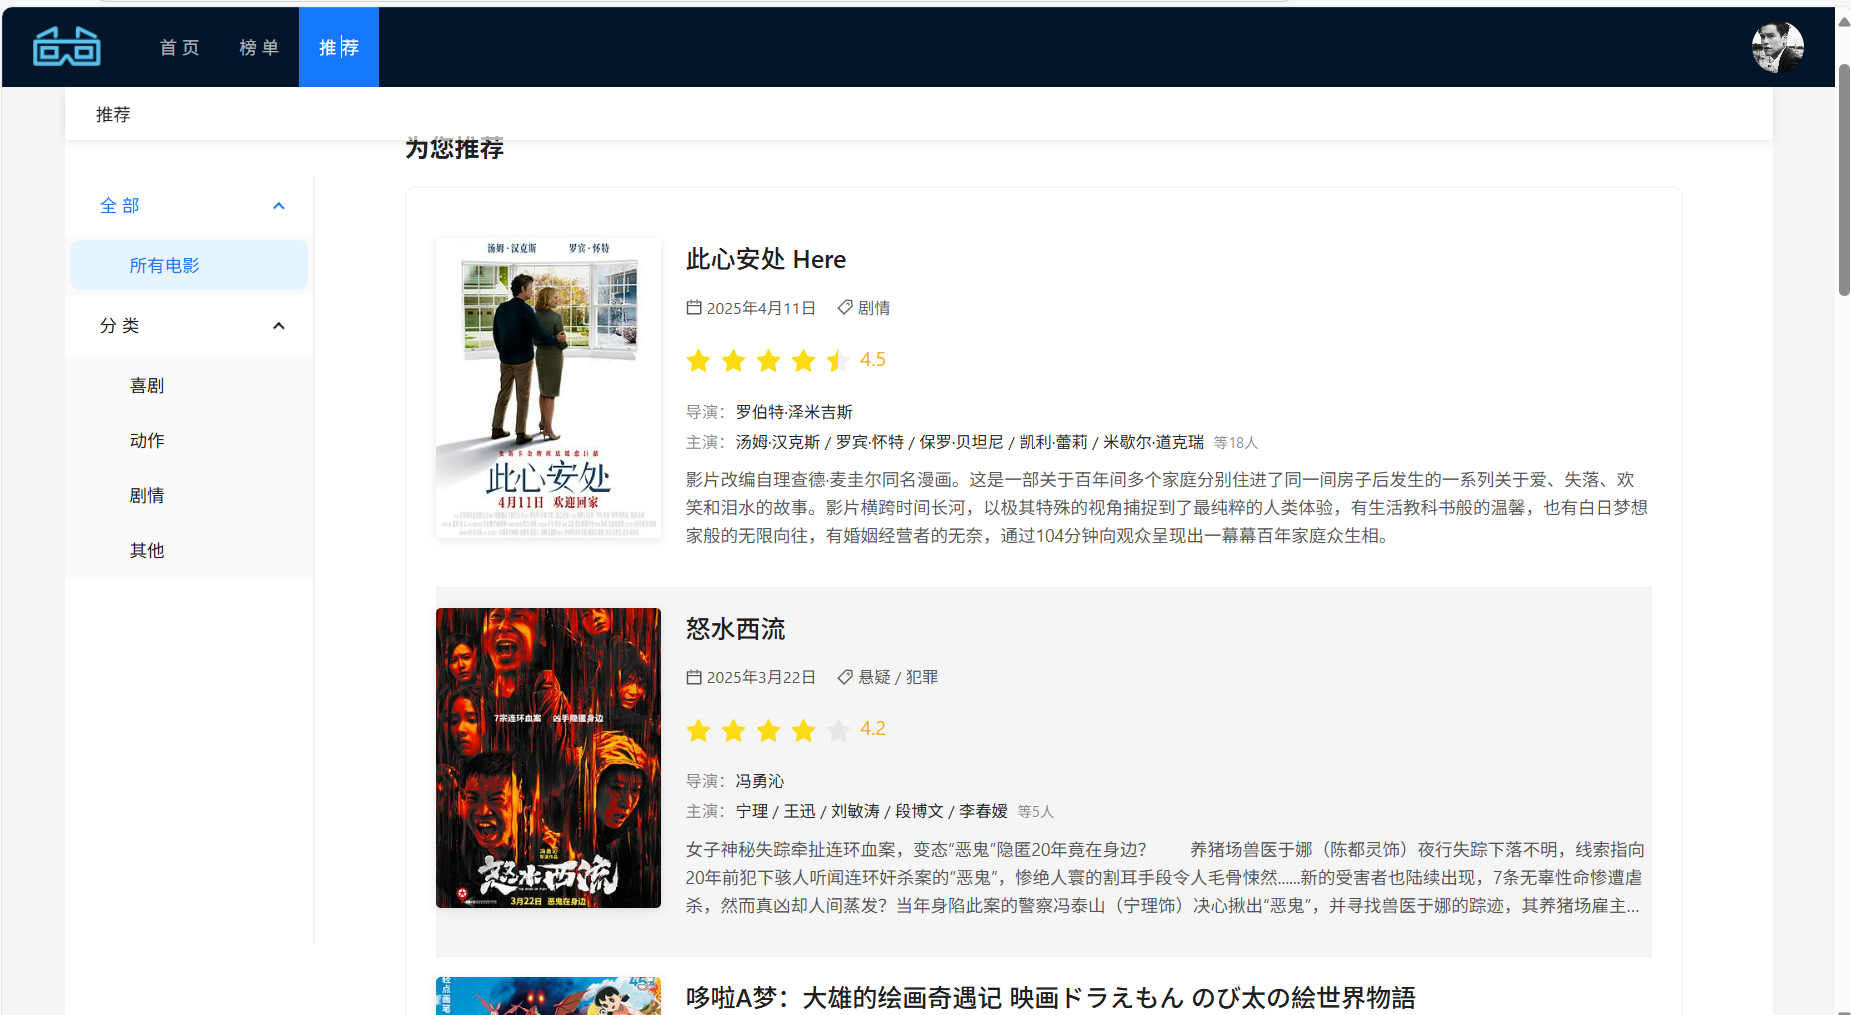 首 页
榜 单
推 荐
推荐
为您推荐
全 部
所有电影
分 类
喜剧
动作
剧情
其他
汤姆·汉克斯 罗宾·怀特
奥斯卡金牌班底暖愈巨献
此心安处
4月11日 欢迎回家
此心安处 Here
2025年4月11日 剧情
4.5
导演：罗伯特·泽米吉斯
主演：汤姆·汉克斯 / 罗宾·怀特 / 保罗·贝坦尼 / 凯利·蕾莉 / 米歇尔·道克瑞 等18人
影片改编自理查德·麦圭尔同名漫画。这是一部关于百年间多个家庭分别住进了同一间房子后发生的一系列关于爱、失落、欢
笑和泪水的故事。影片横跨时间长河，以极其特殊的视角捕捉到了最纯粹的人类体验，有生活教科书般的温馨，也有白日梦想
家般的无限向往，有婚姻经营者的无奈，通过104分钟向观众呈现出一幕幕百年家庭众生相。
7宗连环血案 凶手隐匿身边
冯勇沁
导演作品
怒水西流
3月22日 恶鬼在身边
怒水西流
2025年3月22日 悬疑 / 犯罪
4.2
导演：冯勇沁
主演：宁理 / 王迅 / 刘敏涛 / 段博文 / 李春嫒 等5人
女子神秘失踪牵扯连环血案，变态“恶鬼”隐匿20年竟在身边？　　养猪场兽医于娜（陈都灵饰）夜行失踪下落不明，线索指向
20年前犯下骇人听闻连环奸杀案的“恶鬼”，惨绝人寰的割耳手段令人毛骨悚然......新的受害者也陆续出现，7条无辜性命惨遭虐
杀，然而真凶却人间蒸发？当年身陷此案的警察冯泰山（宁理饰）决心揪出“恶鬼”，并寻找兽医于娜的踪迹，其养猪场雇主...
轻点画笔
哆啦A梦：大雄的绘画奇遇记 映画ドラえもん のび太の絵世界物語